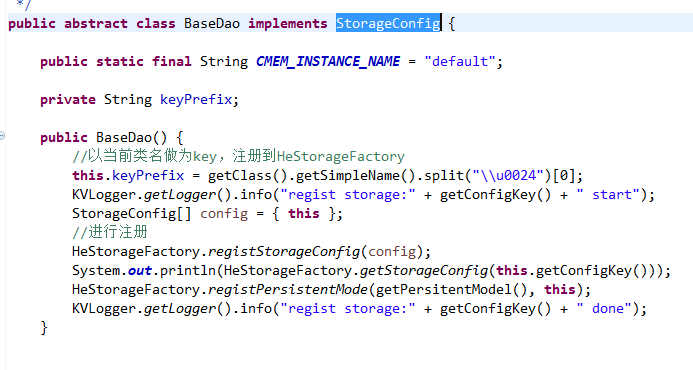 */
public abstract class BaseDao implements StorageConfig {
public static final String CMEM_INSTANCE_NAME = "default";
private String keyPrefix;
public BaseDao() {
//以当前类名做为key，注册到HeStorageFactory
this.keyPrefix = getClass().getSimpleName().split("\\u0024")[0];
KVLogger.getLogger().info("regist storage:" + getConfigKey() + " start");
StorageConfig[] config = { this };
//进行注册
HeStorageFactory.registStorageConfig(config);
System.out.println(HeStorageFactory.getStorageConfig(this.getConfigKey()));
HeStorageFactory.registPersistentMode(getPersitentModel(), this);
KVLogger.getLogger().info("regist storage:" + getConfigKey() + " done");
}